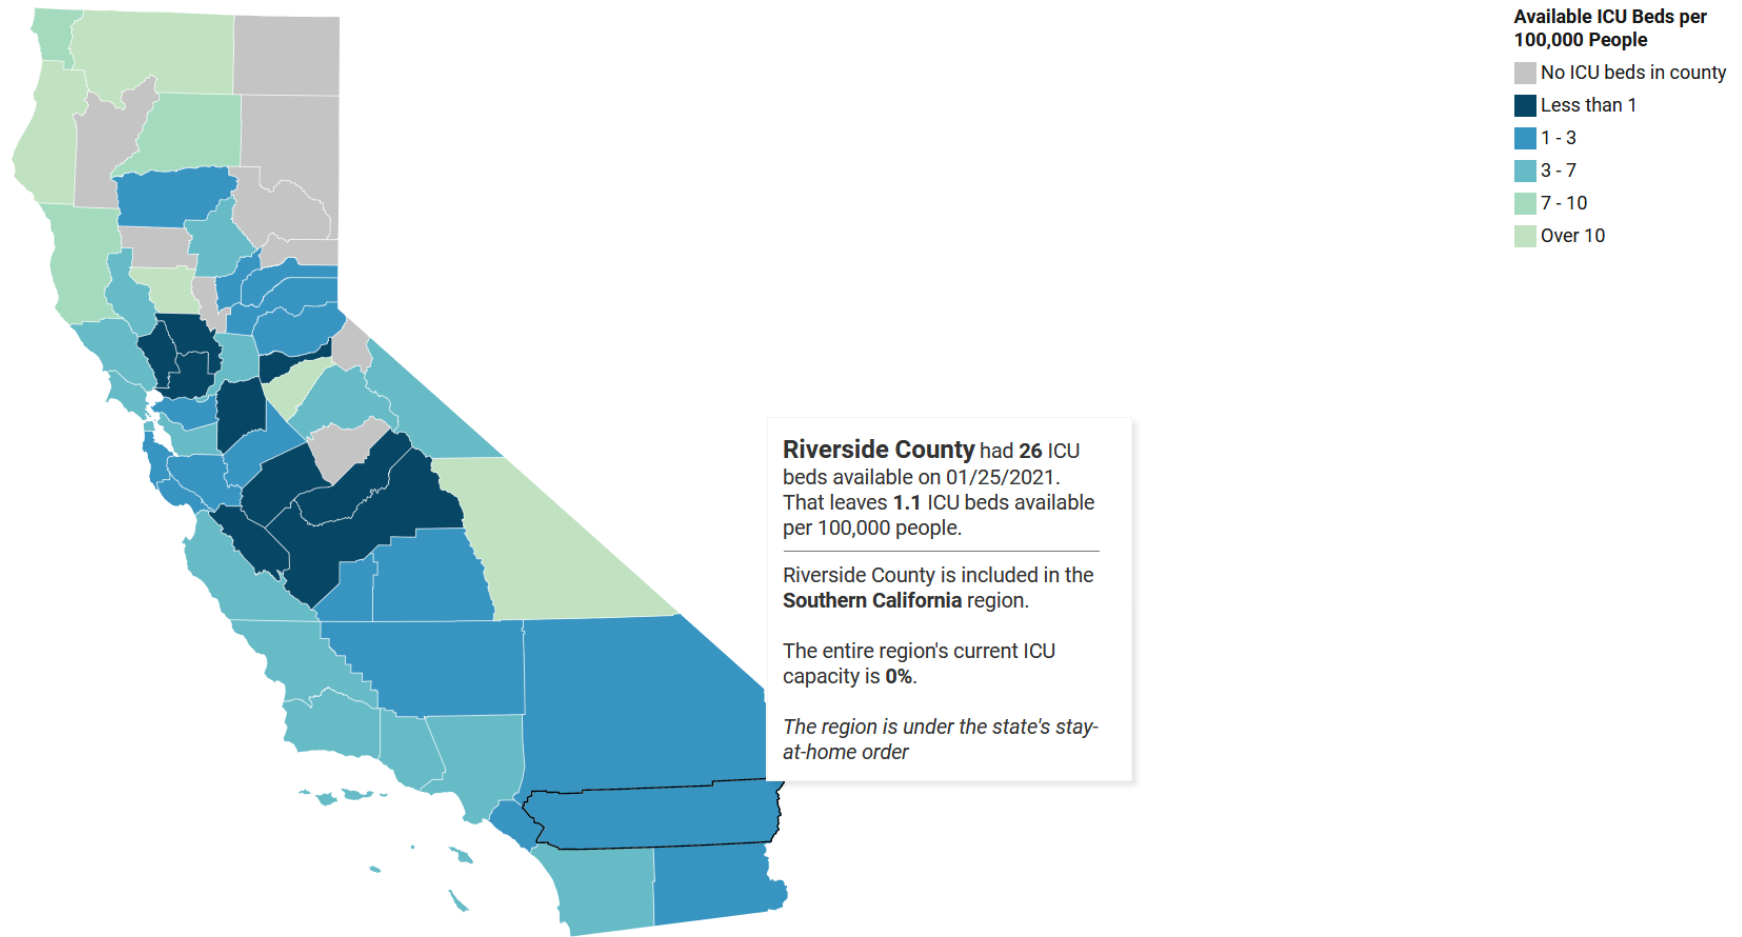 Available ICU Beds per
100,000 People
No ICU beds in county
Less than 1
1 - 3
3 - 7
7 - 10
Over 10
Riverside County had 26 ICU
beds available on 01/25/2021.
That leaves 1.1 ICU beds available
per 100,000 people.
Riverside County is included in the
Southern California region.
The entire region's current ICU
capacity is 0%.
The region is under the state's stay-
at-home order